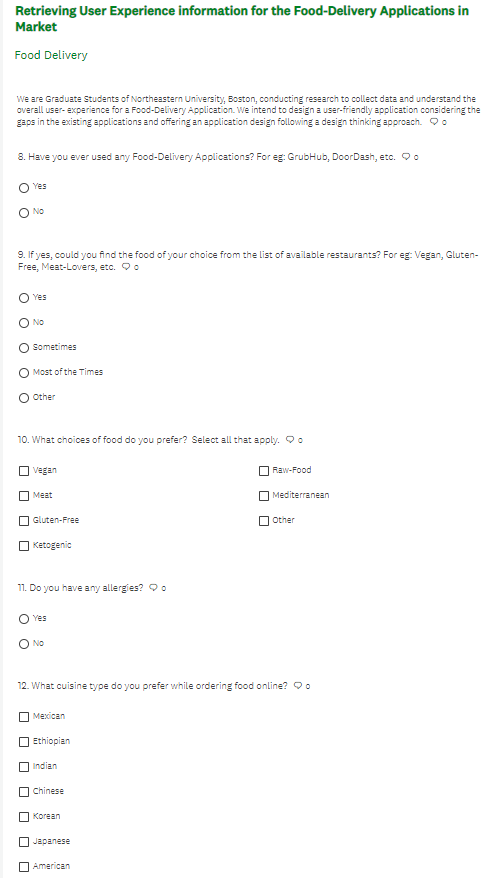 Retrieving User Experience information for the Food-Delivery Applications in
Market
Food Delivery
We are Graduate Students of Northeastern University, Boston, conducting research to collect data and understand the
overall user- experience for a Food-Delivery Application. We intend to design a user-friendly application considering the
gaps in the existing applications and offering an application design following a design thinking approach. 0
8. Have you ever used any Food-Delivery Applications? For eg: GrubHub, DoorDash, etc. 0
Yes
No
9. If yes, could you find the food of your choice from the list of available restaurants? For eg: Vegan, Gluten-
Free, Meat-Lovers, etc. 0
Yes
No
Sometimes
Most of the Times
Other
10. What choices of food do you prefer? Select all that apply. 0
Vegan
Raw-Food
Meat
Mediterranean
Gluten-Free
Other
Ketogenic
11. Do you have any allergies? 0
Yes
No
12. What cuisine type do you prefer while ordering food online? 0
Mexican
Ethiopian
Indian
Chinese
Korean
Japanese
American